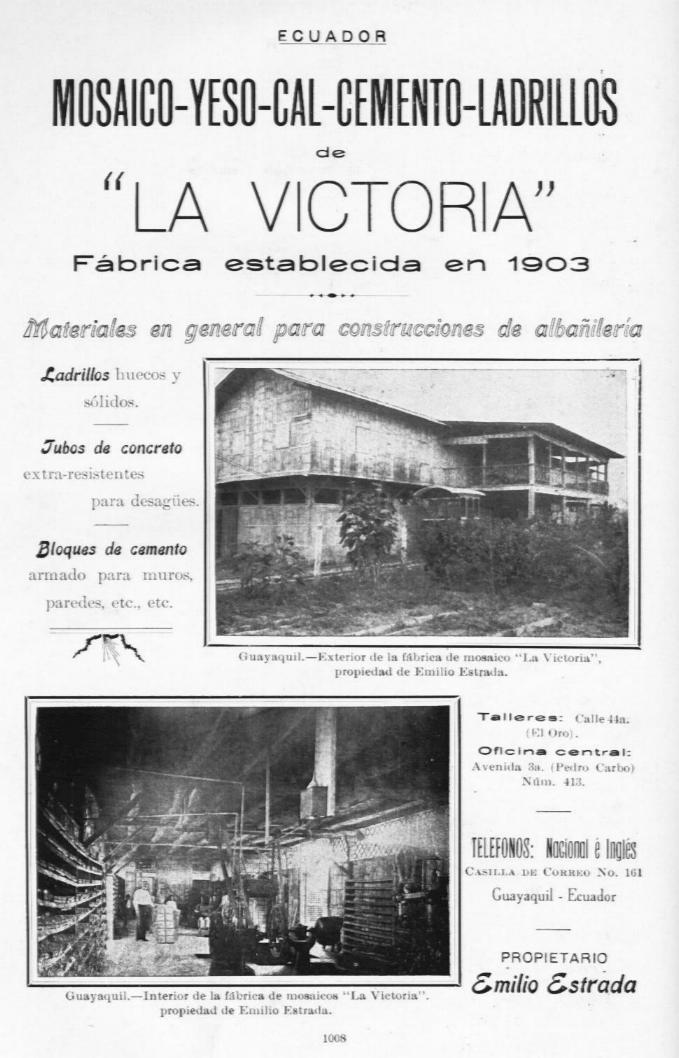 ECUADOR
MOSAICO-YESO-CAL-CEMENTO-LADRILLOS
de
“LA VICTORIA”
Fábrica establecida en 1903
Materiales en general para construcciones de albañilería
Ladrillos huecos y
sólidos.
Tubos de concreto
extra-resistentes
para desagües.
Bloques de cemento
armado para muros,
paredes, etc., etc.
Guayaquil.—Exterior de la fábrica de mosaico “La Victoria”,
propiedad de Emilio Estrada.
Talleres: Calle 44a.
(El Oro).
Oficina central:
Avenida 3a. (Pedro Carbo)
Núm. 413.
TELEFONOS: Nacional é Inglés
CASILLA DE CORREO No. 161
Guayaquil - Ecuador
PROPIETARIO
Emilio Estrada
Guayaquil.—Interior de la fábrica de mosaicos “La Victoria”.
propiedad de Emilio Estrada.
1008